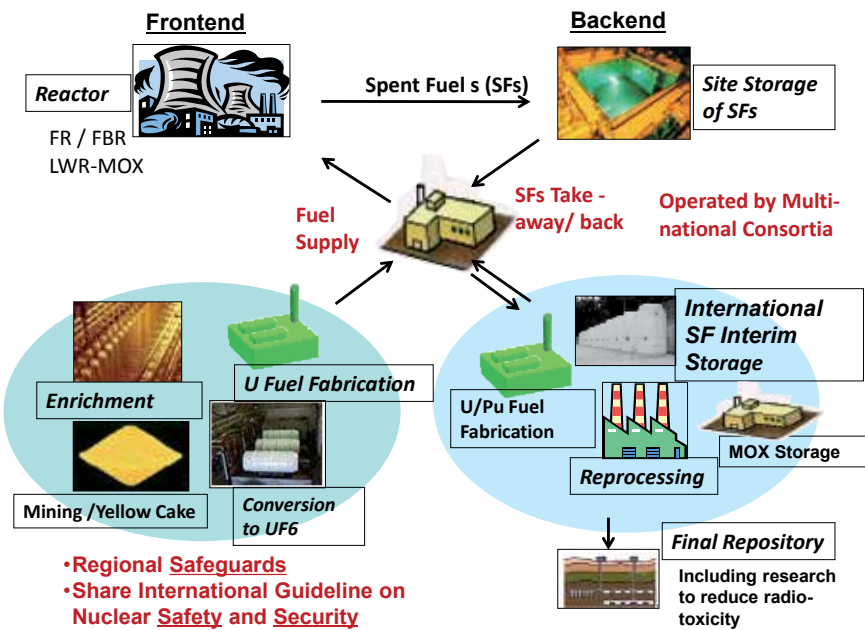 Frontend
Backend
Reactor
FR / FBR
LWR-MOX
Spent Fuel s (SFs)
Site Storage
of SFs
Fuel
Supply
SFs Take -
away/ back
Operated by Multi-
national Consortia
Enrichment
U Fuel Fabrication
Mining /Yellow Cake
Conversion
to UF6
International
SF Interim
Storage
U/Pu Fuel
Fabrication
MOX Storage
Reprocessing
Final Repository
Including research
to reduce radio-
toxicity
•Regional Safeguards
•Share International Guideline on
Nuclear Safety and Security